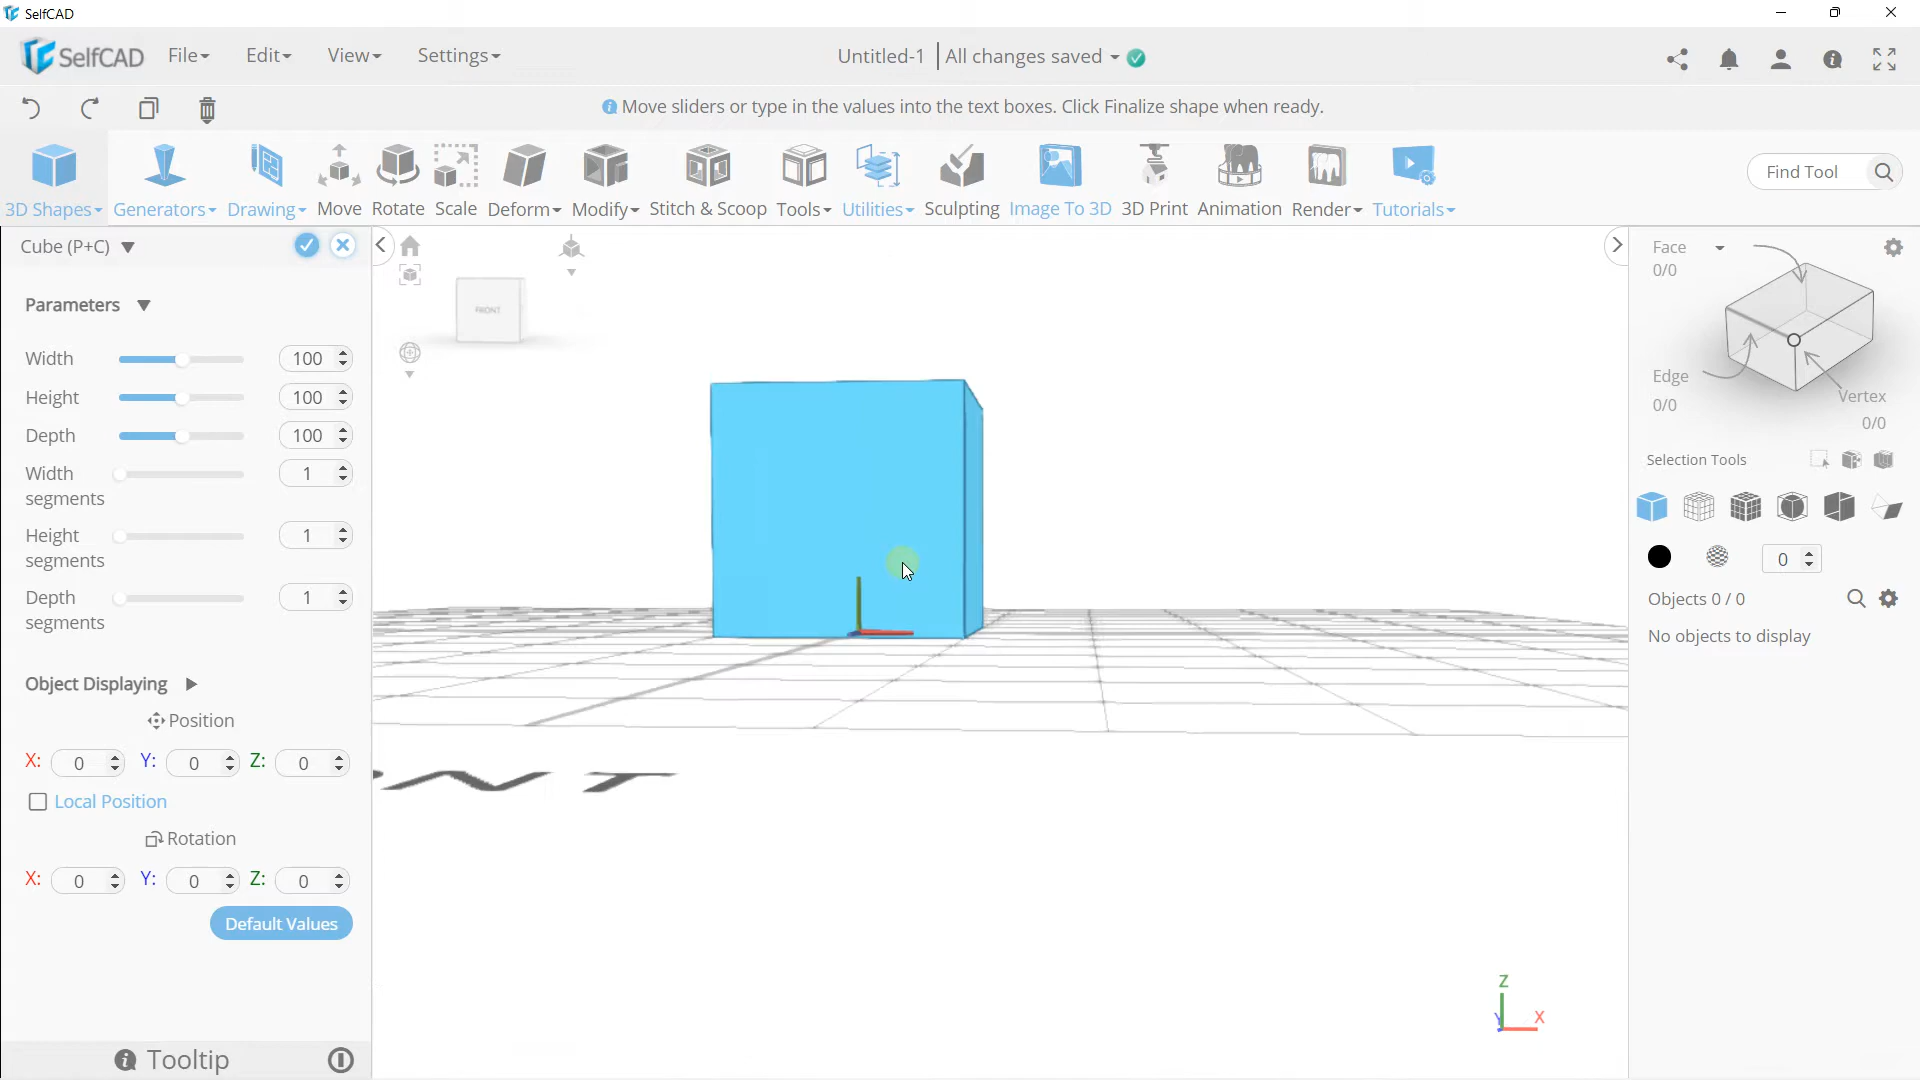 SelfCAD
SelfCAD File Edit View Settings Untitled-1 All changes saved
Move sliders or type in the values into the text boxes. Click Finalize shape when ready.
3D Shapes Generators Drawing Move Rotate Scale Deform Modify Stitch & Scoop Tools Utilities Sculpting Image To 3D 3D Print Animation Render Tutorials Find Tool
Cube (P+C)
Parameters
Width 100
Height 100
Depth 100
Width segments 1
Height segments 1
Depth segments 1
Object Displaying
Position
X: 0 Y: 0 Z: 0
Local Position
Rotation
X: 0 Y: 0 Z: 0
Default Values
Tooltip
FRONT
Z
X
Y
Face
0/0
Edge
0/0
Vertex
0/0
Selection Tools
0
Objects 0 / 0
No objects to display